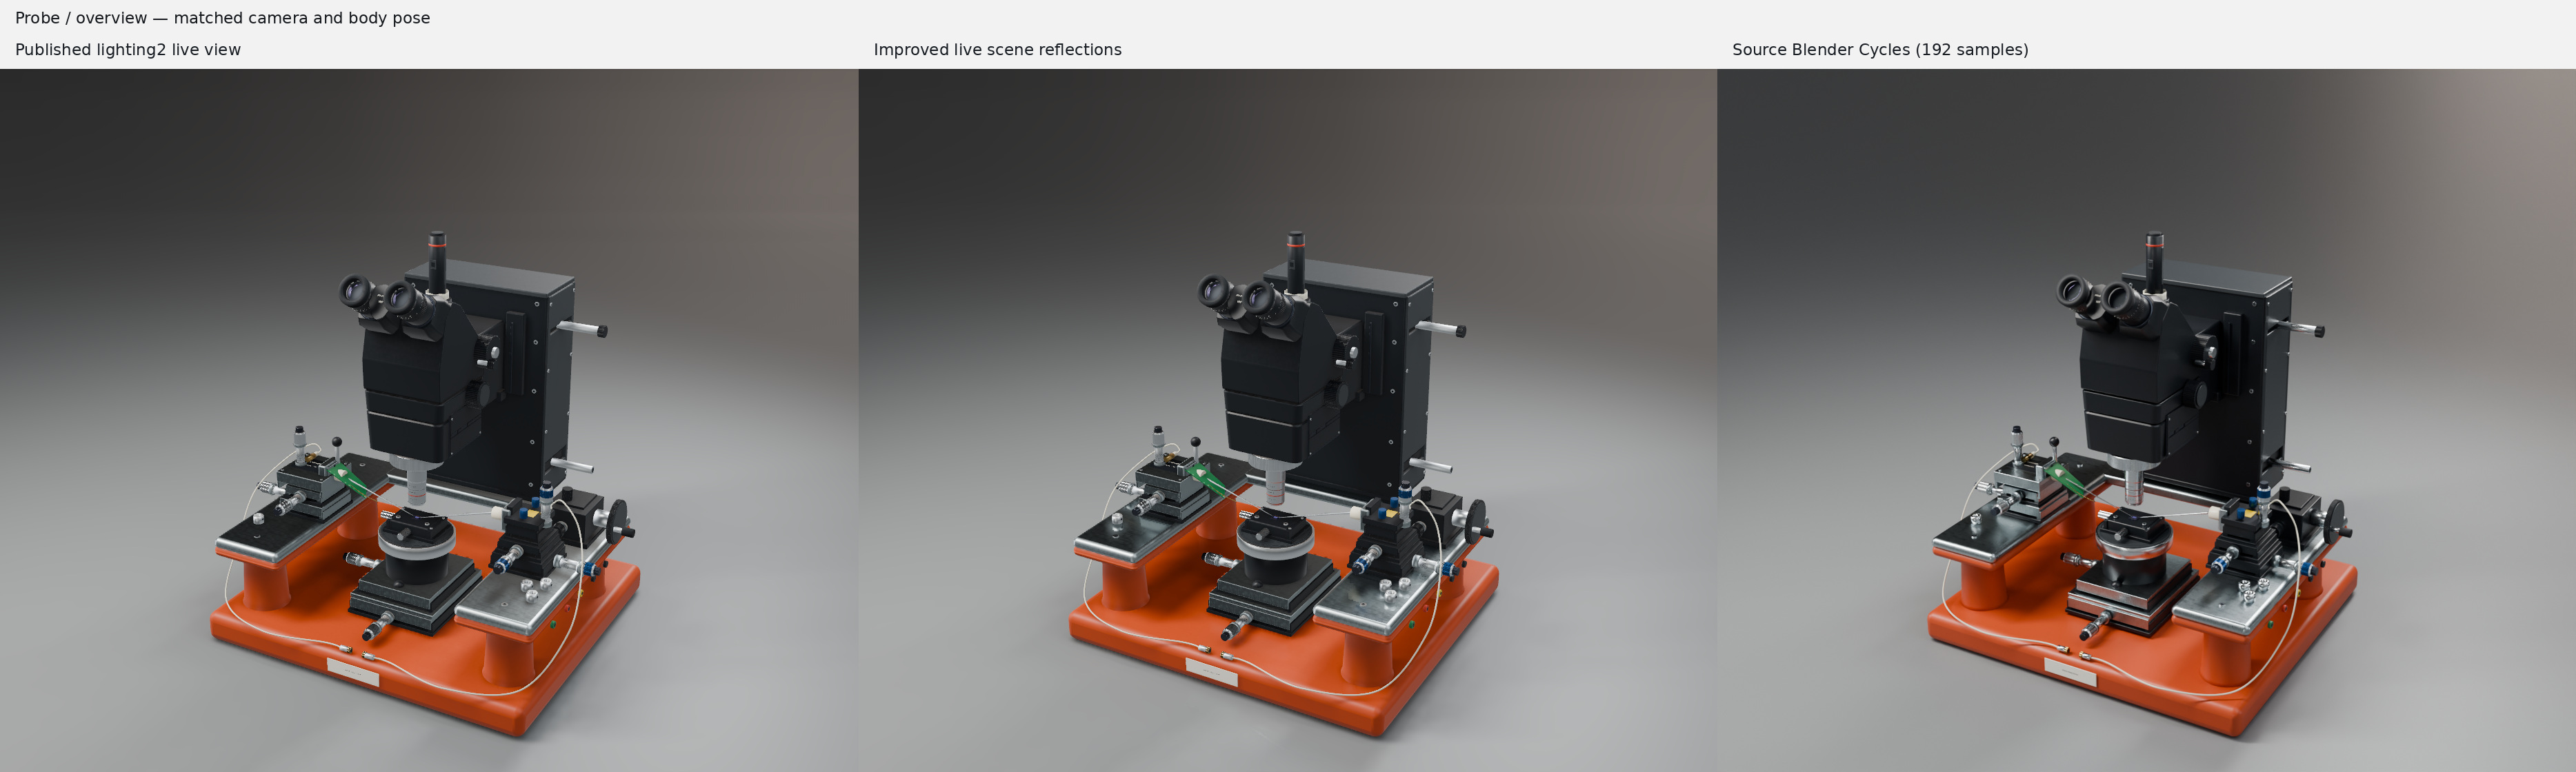 Probe / overview — matched camera and body pose
Published lighting2 live view
Improved live scene reflections
Source Blender Cycles (192 samples)